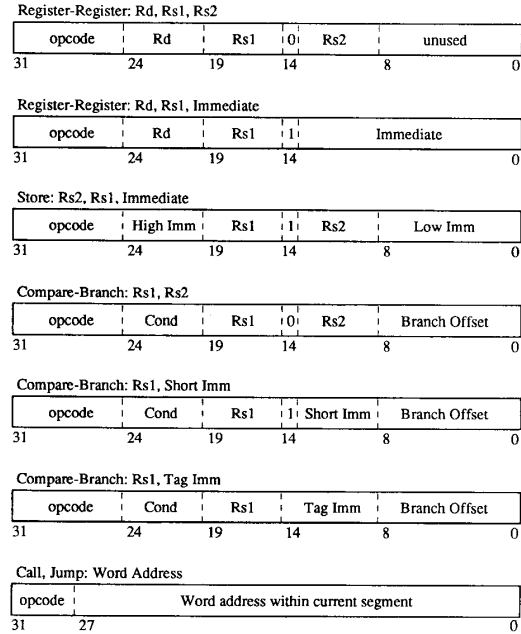 Register-Register: Rd, Rs1, Rs2
opcode Rd Rs1 0 Rs2 unused
31 24 19 14 8 0
Register-Register: Rd, Rs1, Immediate
opcode Rd Rs1 1 Immediate
31 24 19 14 0
Store: Rs2, Rs1, Immediate
opcode High Imm Rs1 1 Rs2 Low Imm
31 24 19 14 8 0
Compare-Branch: Rs1, Rs2
opcode Cond Rs1 0 Rs2 Branch Offset
31 24 19 14 8 0
Compare-Branch: Rs1, Short Imm
opcode Cond Rs1 1 Short Imm Branch Offset
31 24 19 14 8 0
Compare-Branch: Rs1, Tag Imm
opcode Cond Rs1 Tag Imm Branch Offset
31 24 19 14 8 0
Call, Jump: Word Address
opcode Word address within current segment
31 27 0